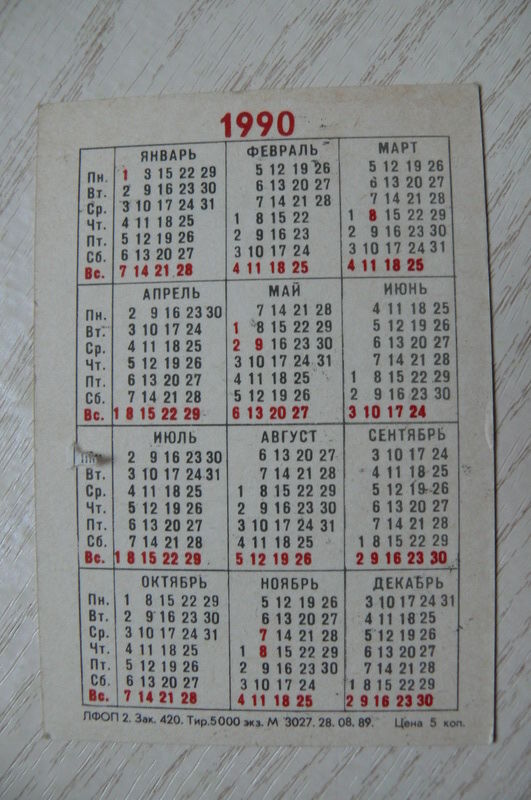 1990
ЯНВАРЬ ФЕВРАЛЬ МАРТ
Пн. 1 8 15 22 29 5 12 19 26 5 12 19 26
Вт. 2 9 16 23 30 6 13 20 27 6 13 20 27
Ср. 3 10 17 24 31 7 14 21 28 7 14 21 28
Чт. 4 11 18 25 1 8 15 22 1 8 15 22 29
Пт. 5 12 19 26 2 9 16 23 2 9 16 23 30
Сб. 6 13 20 27 3 10 17 24 3 10 17 24 31
Вс. 7 14 21 28 4 11 18 25 4 11 18 25
АПРЕЛЬ МАЙ ИЮНЬ
Пн. 2 9 16 23 30 7 14 21 28 4 11 18 25
Вт. 3 10 17 24 1 8 15 22 29 5 12 19 26
Ср. 4 11 18 25 2 9 16 23 30 6 13 20 27
Чт. 5 12 19 26 3 10 17 24 31 7 14 21 28
Пт. 6 13 20 27 4 11 18 25 1 8 15 22 29
Сб. 7 14 21 28 5 12 19 26 2 9 16 23 30
Вс. 1 8 15 22 29 6 13 20 27 3 10 17 24
ИЮЛЬ АВГУСТ СЕНТЯБРЬ
2 9 16 23 30 6 13 20 27 3 10 17 24
Вт. 3 10 17 24 31 7 14 21 28 4 11 18 25
Ср. 4 11 18 25 1 8 15 22 29 5 12 19 26
Чт. 5 12 19 26 2 9 16 23 30 6 13 20 27
Пт. 6 13 20 27 3 10 17 24 31 7 14 21 28
Сб. 7 14 21 28 4 11 18 25 1 8 15 22 29
Вс. 1 8 15 22 29 5 12 19 26 2 9 16 23 30
ОКТЯБРЬ НОЯБРЬ ДЕКАБРЬ
Пн. 1 8 15 22 29 5 12 19 26 3 10 17 24 31
Вт. 2 9 16 23 30 6 13 20 27 4 11 18 25
Ср. 3 10 17 24 31 7 14 21 28 5 12 19 26
Чт. 4 11 18 25 1 8 15 22 29 6 13 20 27
Пт. 5 12 19 26 2 9 16 23 30 7 14 21 28
Сб. 6 13 20 27 3 10 17 24 1 8 15 22 29
Вс. 7 14 21 28 4 11 18 25 2 9 16 23 30
ЛФОП 2. Зак. 420. Тир. 5000 экз. М 3027. 28. 08. 89. Цена 5 коп.